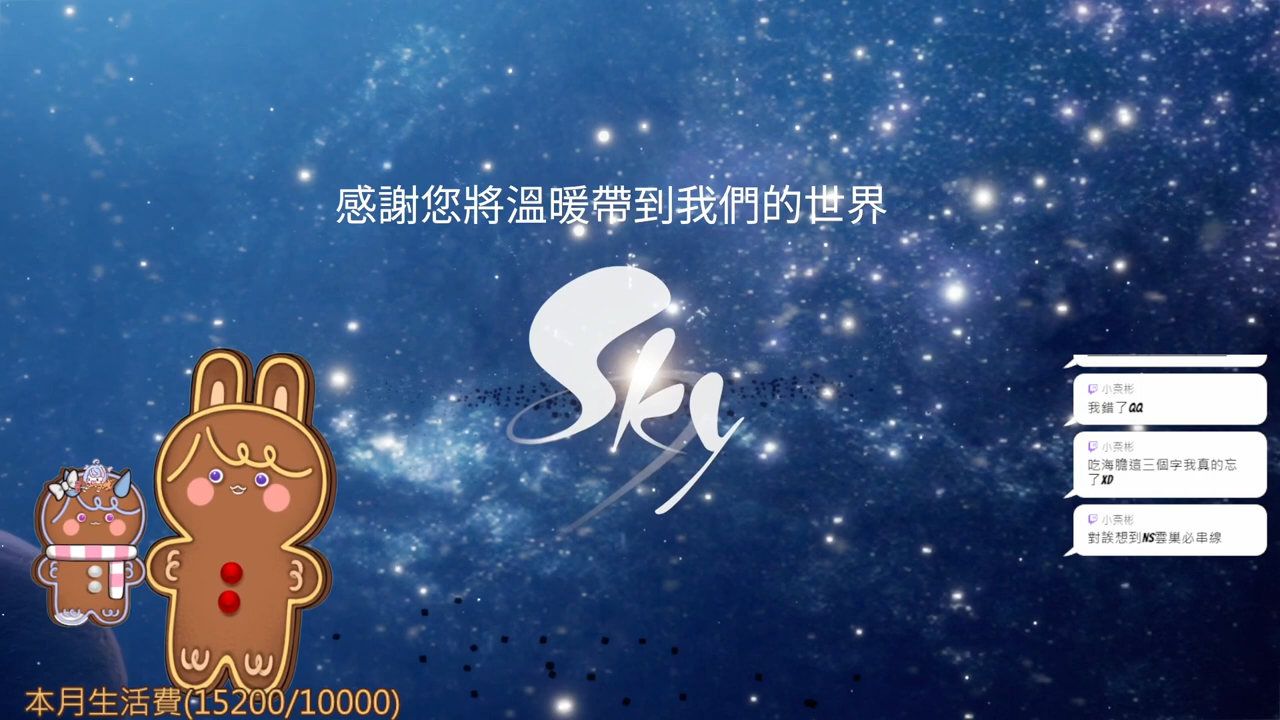 感謝您將溫暖帶到我們的世界
Sky
小亮彬
我錯了QQ
小亮彬
吃海膽這三個字我真的忘
了XD
小亮彬
對誒想到NS雲巢必串線
本月生活費(15200/10000)